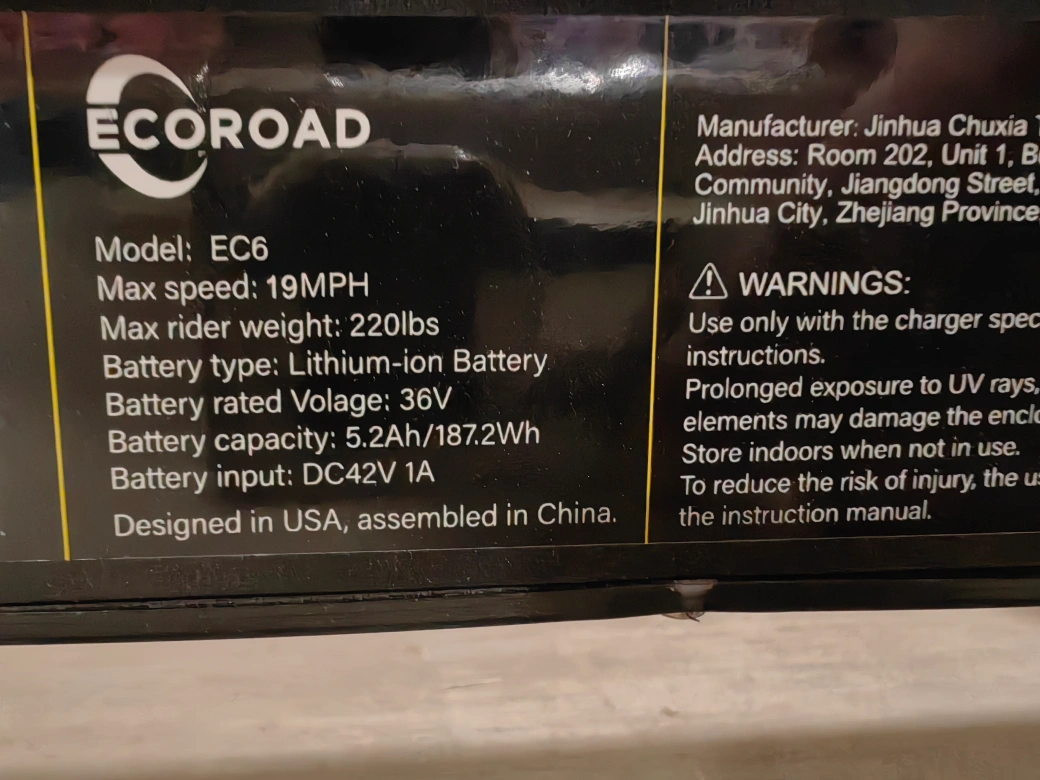 ECOROAD
Model: EC6
Max speed: 19MPH
Max rider weight: 220lbs
Battery type: Lithium-ion Battery
Battery rated Volage: 36V
Battery capacity: 5.2Ah/187.2Wh
Battery input: DC42V 1A
Designed in USA, assembled in China.
Manufacturer: Jinhua Chuxia
Address: Room 202, Unit 1,
Community, Jiangdong Street,
Jinhua City, Zhejiang Province
⚠ WARNINGS:
Use only with the charger
instructions.
Prolonged exposure to UV rays,
elements may damage the
Store indoors when not in use.
To reduce the risk of injury, the
the instruction manual.